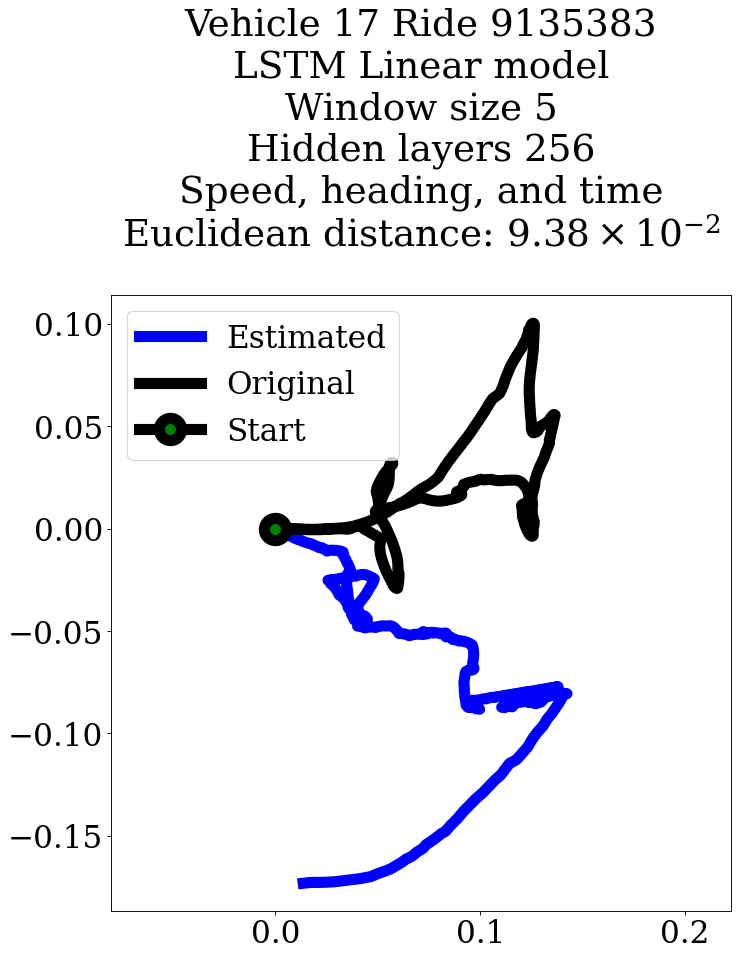 Vehicle 17 Ride 9135383
LSTM Linear model
Window size 5
Hidden layers 256
Speed, heading, and time
Euclidean distance: 9.38 × 10⁻²
Estimated
Original
Start
0.10
0.05
0.00
−0.05
−0.10
−0.15
0.0 0.1 0.2